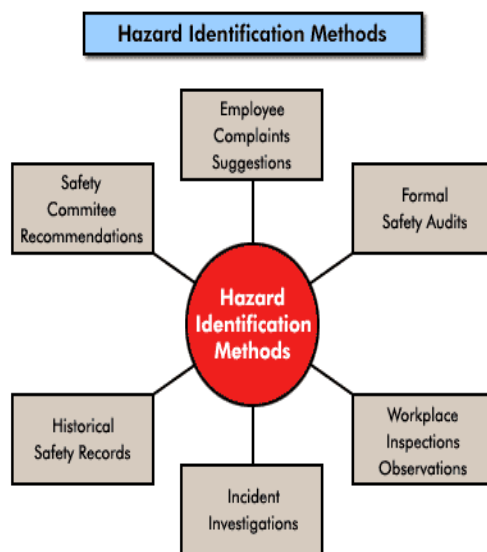 Hazard Identification Methods
Employee
Complaints
Suggestions
Safety
Commitee
Recommendations
Formal
Safety Audits
Hazard
Identification
Methods
Historical
Safety Records
Workplace
Inspections
Observations
Incident
Investigations